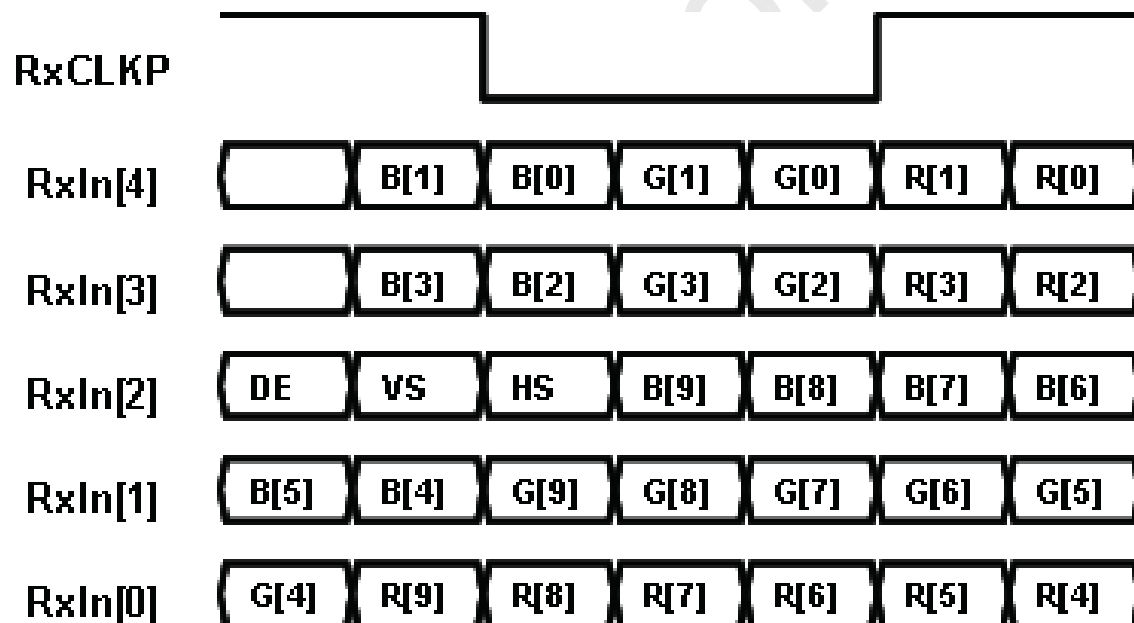 RxCLKP
RxIn[4] B[1] B[0] G[1] G[0] R[1] R[0]
RxIn[3] B[3] B[2] G[3] G[2] R[3] R[2]
RxIn[2] DE VS HS B[9] B[8] B[7] B[6]
RxIn[1] B[5] B[4] G[9] G[8] G[7] G[6] G[5]
RxIn[0] G[4] R[9] R[8] R[7] R[6] R[5] R[4]